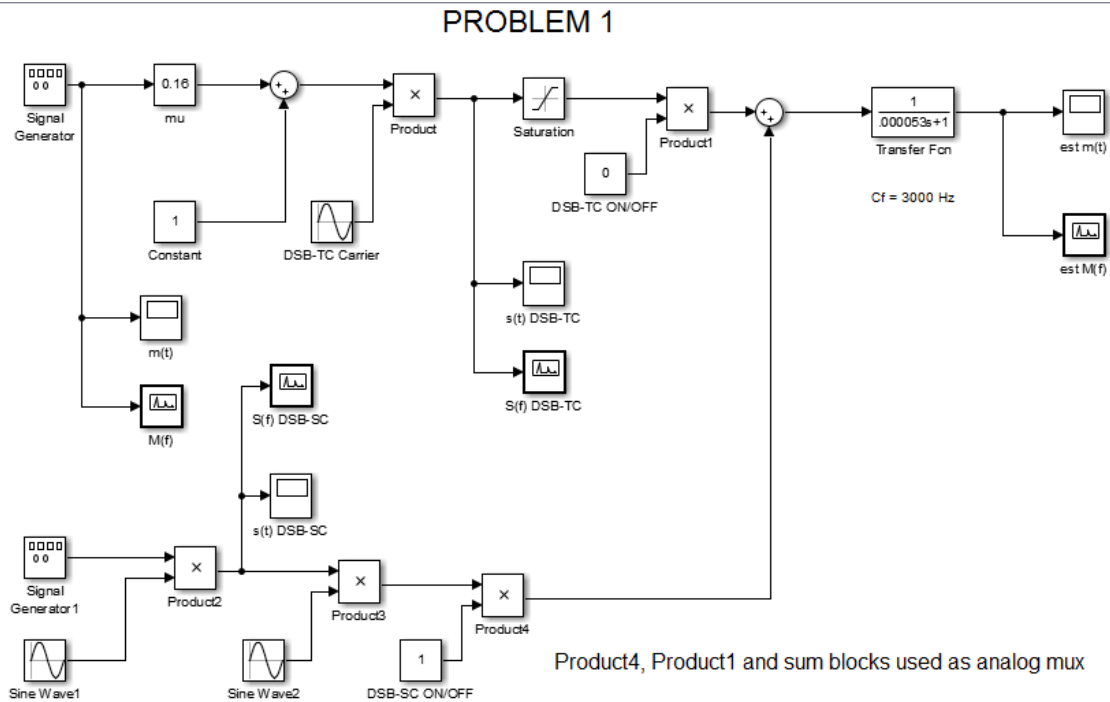 PROBLEM 1
Signal
Generator
0.16
mu
×
Product
Saturation
×
Product1
0
DSB-TC ON/OFF
1
.000053s+1
Transfer Fcn
Cf = 3000 Hz
est m(t)
est M(f)
1
Constant
DSB-TC Carrier
s(t) DSB-TC
S(f) DSB-TC
m(t)
M(f)
S(f) DSB-SC
s(t) DSB-SC
Signal
Generator1
×
Product2
×
Product3
×
Product4
Sine Wave1
Sine Wave2
1
DSB-SC ON/OFF
Product4, Product1 and sum blocks used as analog mux